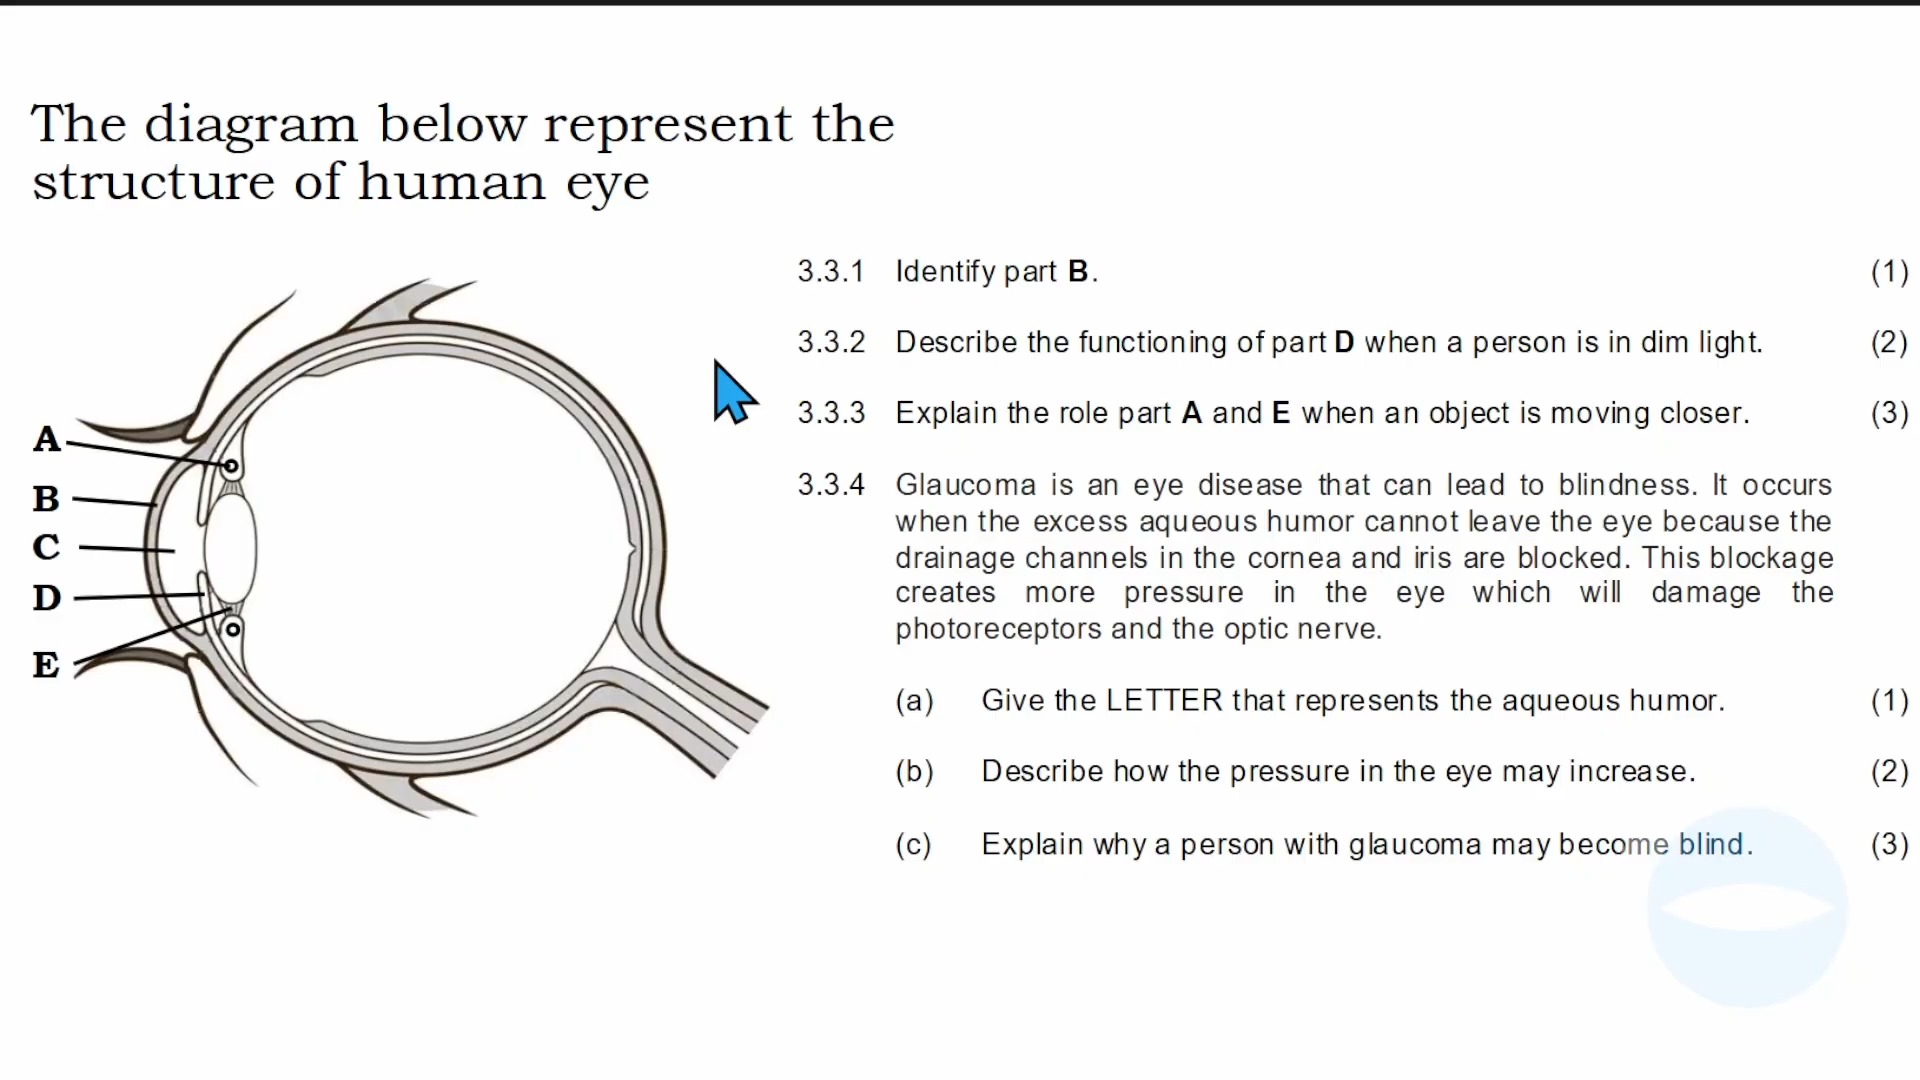 The diagram below represent the
structure of human eye
A
B
C
D
E
3.3.1 Identify part B. (1)
3.3.2 Describe the functioning of part D when a person is in dim light. (2)
3.3.3 Explain the role part A and E when an object is moving closer. (3)
3.3.4 Glaucoma is an eye disease that can lead to blindness. It occurs
when the excess aqueous humor cannot leave the eye because the
drainage channels in the cornea and iris are blocked. This blockage
creates more pressure in the eye which will damage the
photoreceptors and the optic nerve.
(a) Give the LETTER that represents the aqueous humor. (1)
(b) Describe how the pressure in the eye may increase. (2)
(c) Explain why a person with glaucoma may become blind. (3)